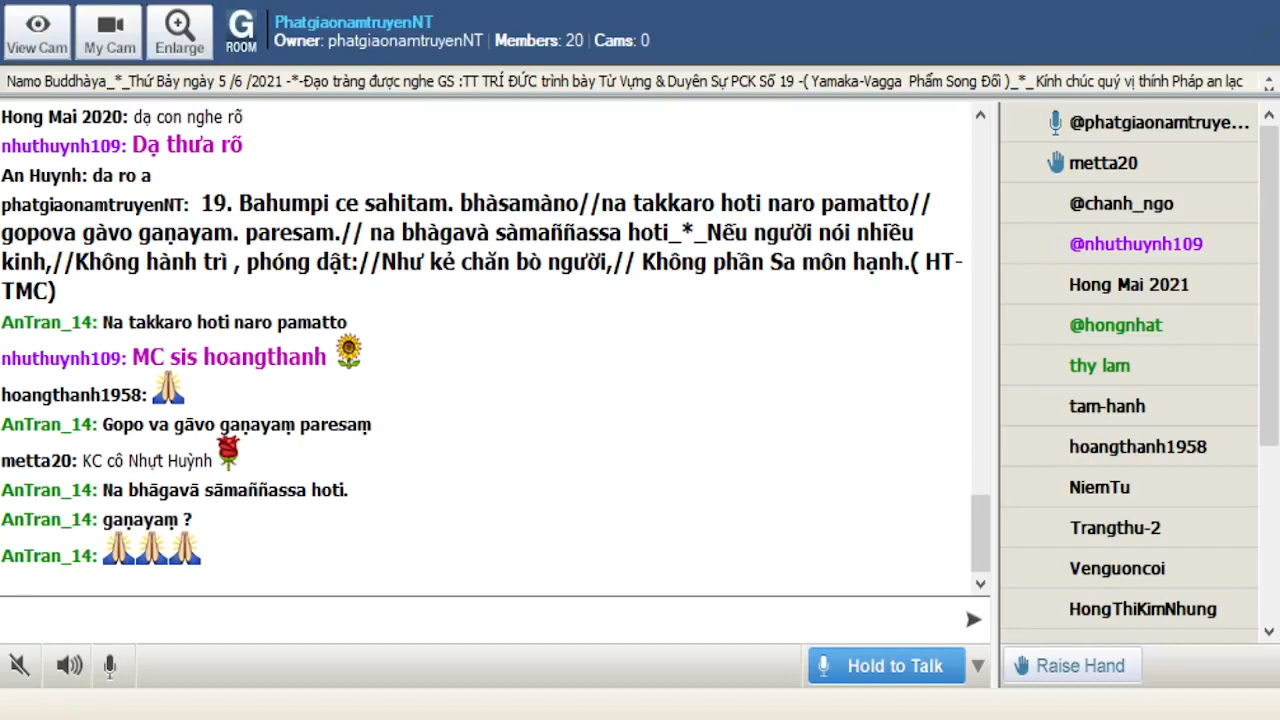 View Cam
My Cam
Enlarge
G
ROOM
PhatgiaonamtruyenNT
Owner: phatgiaonamtruyenNT | Members: 20 | Cams: 0
Namo Buddhàya_*_Thứ Bảy ngày 5 /6 /2021 -*-Đạo tràng được nghe GS :TT TRÍ ĐỨC trình bày Từ Vựng & Duyên Sự PCK Số 19 -( Yamaka-Vagga Phẩm Song Đối )_*_ Kính chúc quý vị thính Pháp an lạc
Hong Mai 2020: dạ con nghe rõ
nhuthuynh109: Dạ thưa rõ
An Huynh: da ro a
phatgiaonamtruyenNT: 19. Bahumpi ce sahitam. bhàsamàno//na takkaro hoti naro pamatto//
gopova gàvo gaṇayam. paresam.// na bhàgavà sàmaññassa hoti_*_Nếu người nói nhiều
kinh,//Không hành trì , phóng dật://Như kẻ chăn bò người,// Không phần Sa môn hạnh.( HT-
TMC)
AnTran_14: Na takkaro hoti naro pamatto
nhuthuynh109: MC sis hoangthanh
hoangthanh1958:
AnTran_14: Gopo va gāvo gaṇayaṃ paresaṃ
metta20: KC cô Nhựt Huỳnh
AnTran_14: Na bhāgavā sāmaññassa hoti.
AnTran_14: gaṇayaṃ ?
AnTran_14:
@phatgiaonamtruye...
metta20
@chanh_ngo
@nhuthuynh109
Hong Mai 2021
@hongnhat
thy lam
tam-hanh
hoangthanh1958
NiemTu
Trangthu-2
Venguoncoi
HongThiKimNhung
Hold to Talk
Raise Hand